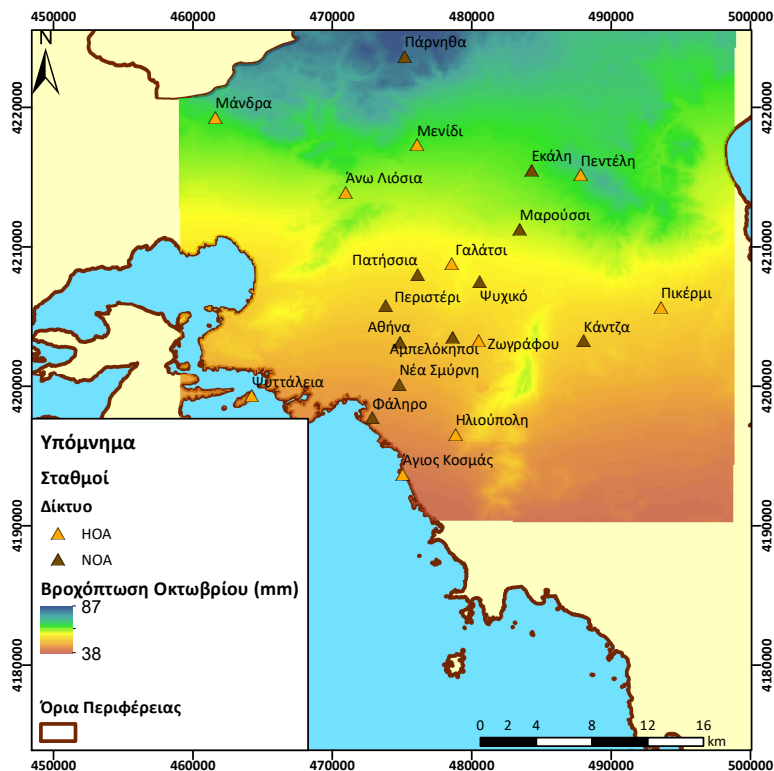 450000 460000 470000 480000 490000 500000
N
Πάρνηθα
4220000 4220000
Μάνδρα
Μενίδι
Εκάλη
Πεντέλη
Άνω Λιόσια
Μαρούσσι
4210000 4210000
Γαλάτσι
Πατήσσια
Περιστέρι
Ψυχικό
Πικέρμι
Αθήνα
Κάντζα
Αμπελόκηποι
Ζωγράφου
4200000 4200000
Νέα Σμύρνη
Ψυττάλεια
Φάληρο
Ηλιούπολη
Άγιος Κοσμάς
4190000 4190000
4180000 4180000
Υπόμνημα
Σταθμοί
Δίκτυο
HOA
NOA
Βροχόπτωση Οκτωβρίου (mm)
87
38
Όρια Περιφέρειας
0 2 4 8 12 16
km
450000 460000 470000 480000 490000 500000